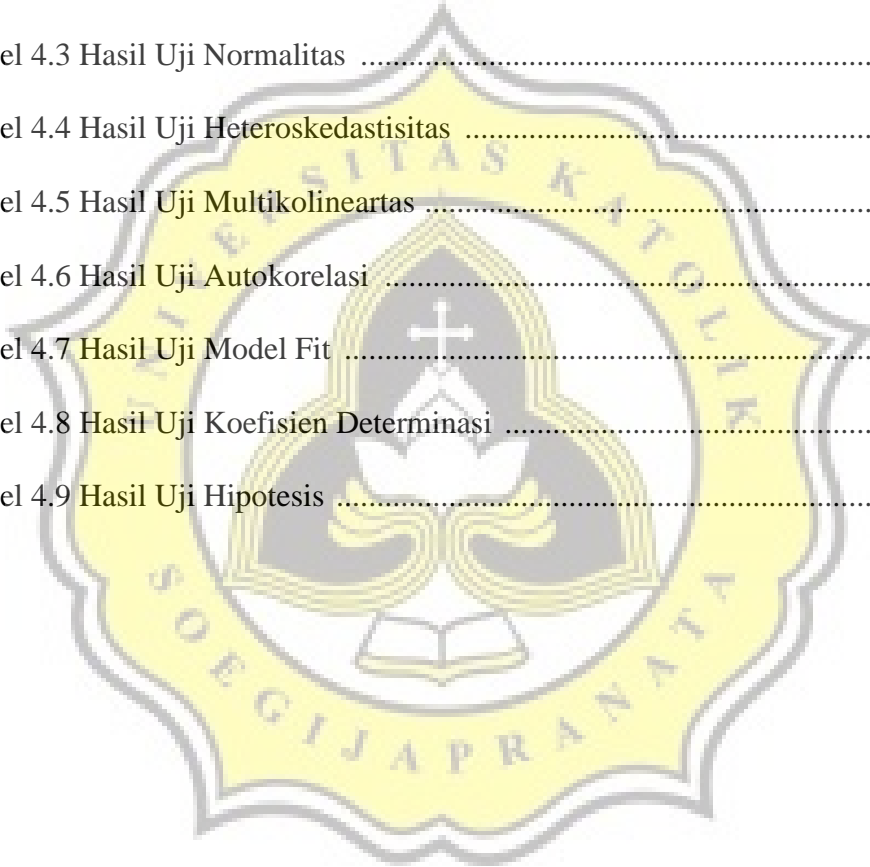 el 4.3 Hasil Uji Normalitas ................................................................
el 4.4 Hasil Uji Heteroskedastisitas ..................................................
el 4.5 Hasil Uji Multikolineartas .......................................................
el 4.6 Hasil Uji Autokorelasi ............................................................
el 4.7 Hasil Uji Model Fit .................................................................
el 4.8 Hasil Uji Koefisien Determinasi .............................................
el 4.9 Hasil Uji Hipotesis ..................................................................
UNIVERSITAS KATOLIK
SOEGIJAPRANATA